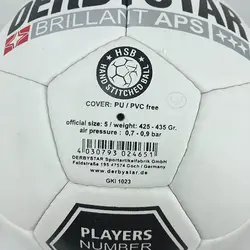 DERBYSTAR
BRILLANT APS
HSB
HAND STITCHED BALL
COVER: PU / PVC free
official size: 5 / weight: 425 - 435 Gr.
air pressure : 0,7 - 0,9 bar
4 030793 024651
DERBYSTAR Sportartikelfabrik GmbH
Feldstraße 195 47574 Goch / Germany
www.derbystar.de
GKI 1023
PLAYERS
NUMBER